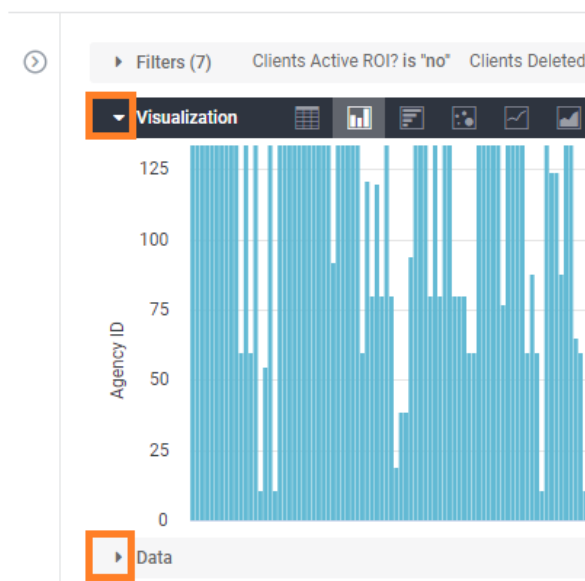 Filters (7) Clients Active ROI? is "no" Clients Deleted
Visualization
125
100
75
50
25
0
Agency ID
Data